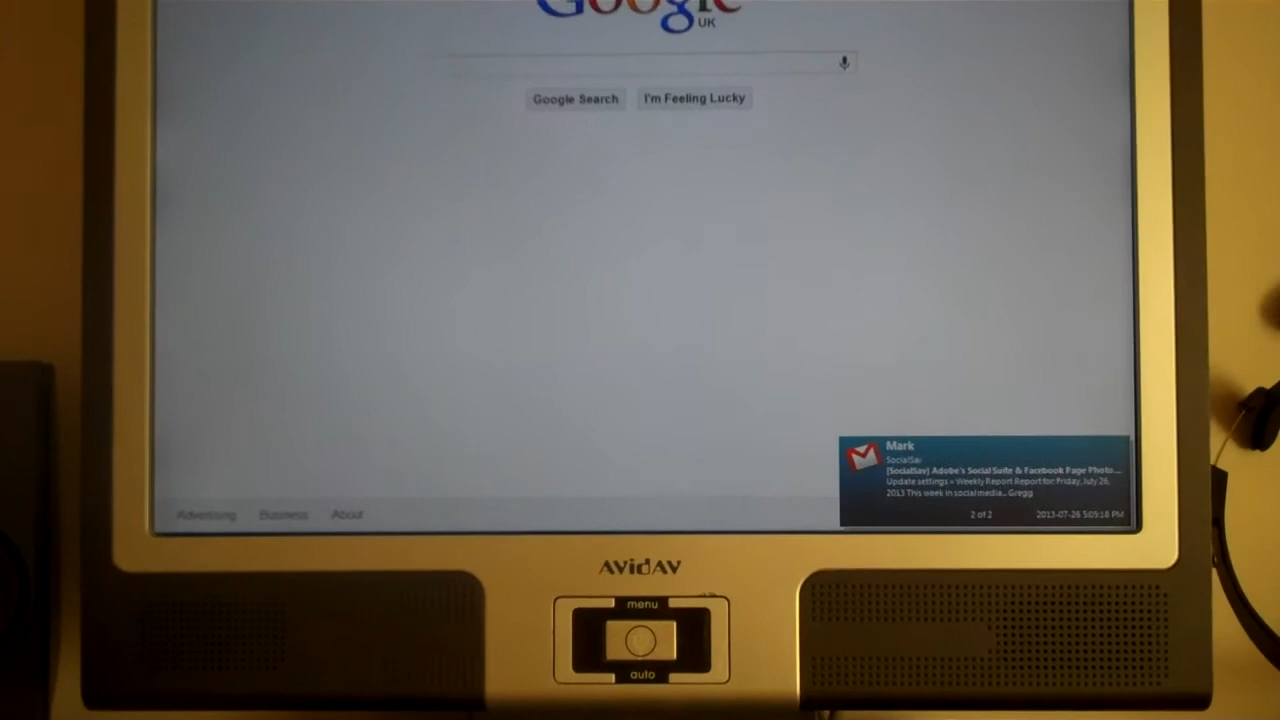 Google
UK
Google Search
I'm Feeling Lucky
Mark
SocialSav
[SocialSav] Adobe's Social Suite & Facebook Page Photo...
Update settings » Weekly Report Report for: Friday, July 26,
2013 This week in social media... Gregg
2 of 2
2013-07-26 5:05:18 PM
Advertising
Business
About
AVidAV
menu
auto